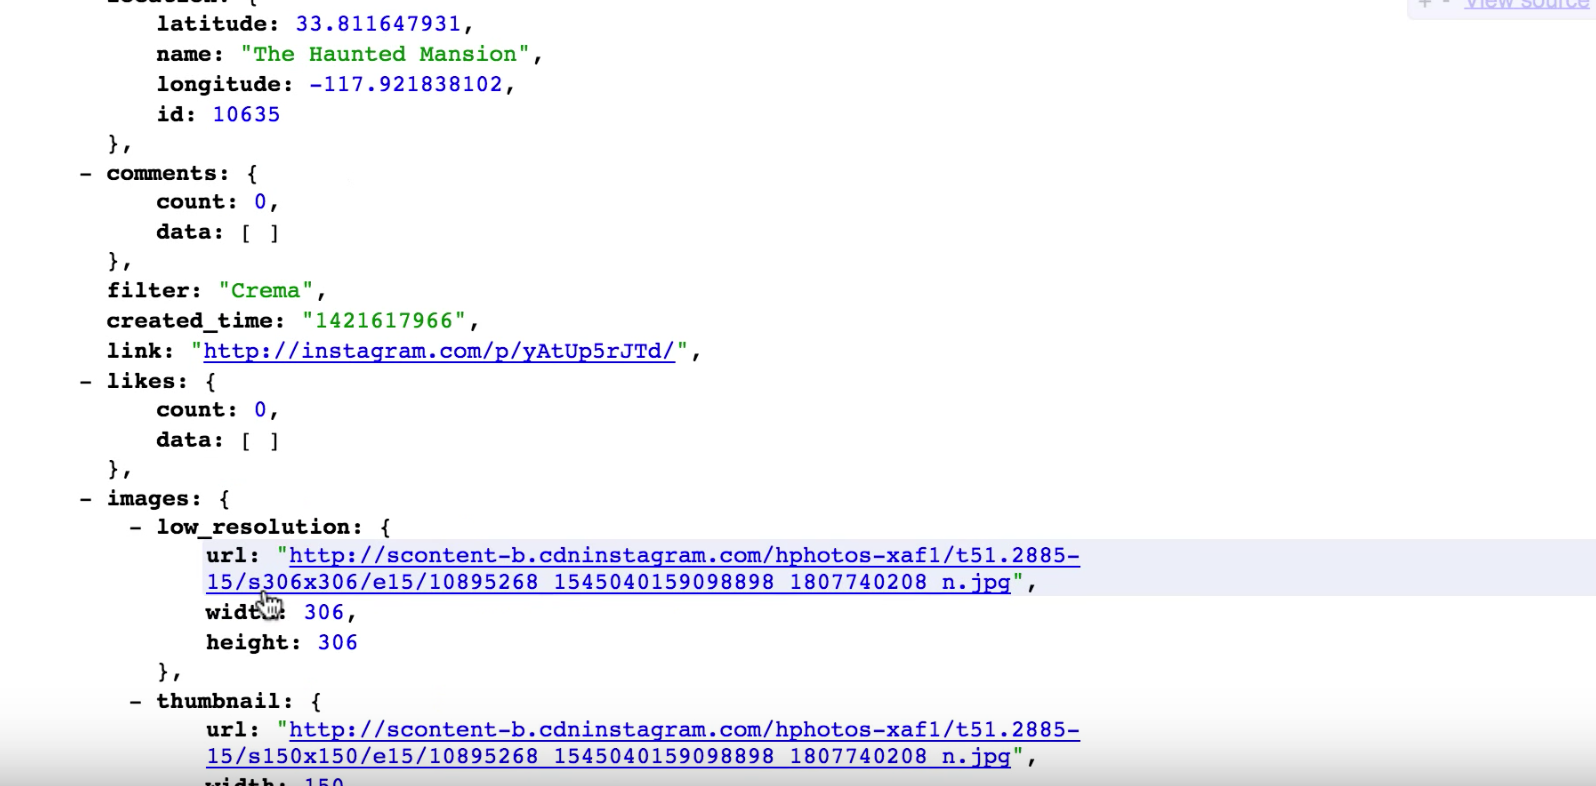 location: {
View source
latitude: 33.811647931,
name: "The Haunted Mansion",
longitude: -117.921838102,
id: 10635
},
- comments: {
count: 0,
data: [ ]
},
filter: "Crema",
created_time: "1421617966",
link: "http://instagram.com/p/yAtUp5rJTd/",
- likes: {
count: 0,
data: [ ]
},
- images: {
- low_resolution: {
url: "http://scontent-b.cdninstagram.com/hphotos-xaf1/t51.2885-
15/s306x306/e15/10895268_1545040159098898_1807740208_n.jpg",
width: 306,
height: 306
},
- thumbnail: {
url: "http://scontent-b.cdninstagram.com/hphotos-xaf1/t51.2885-
15/s150x150/e15/10895268_1545040159098898_1807740208_n.jpg",
width: 150